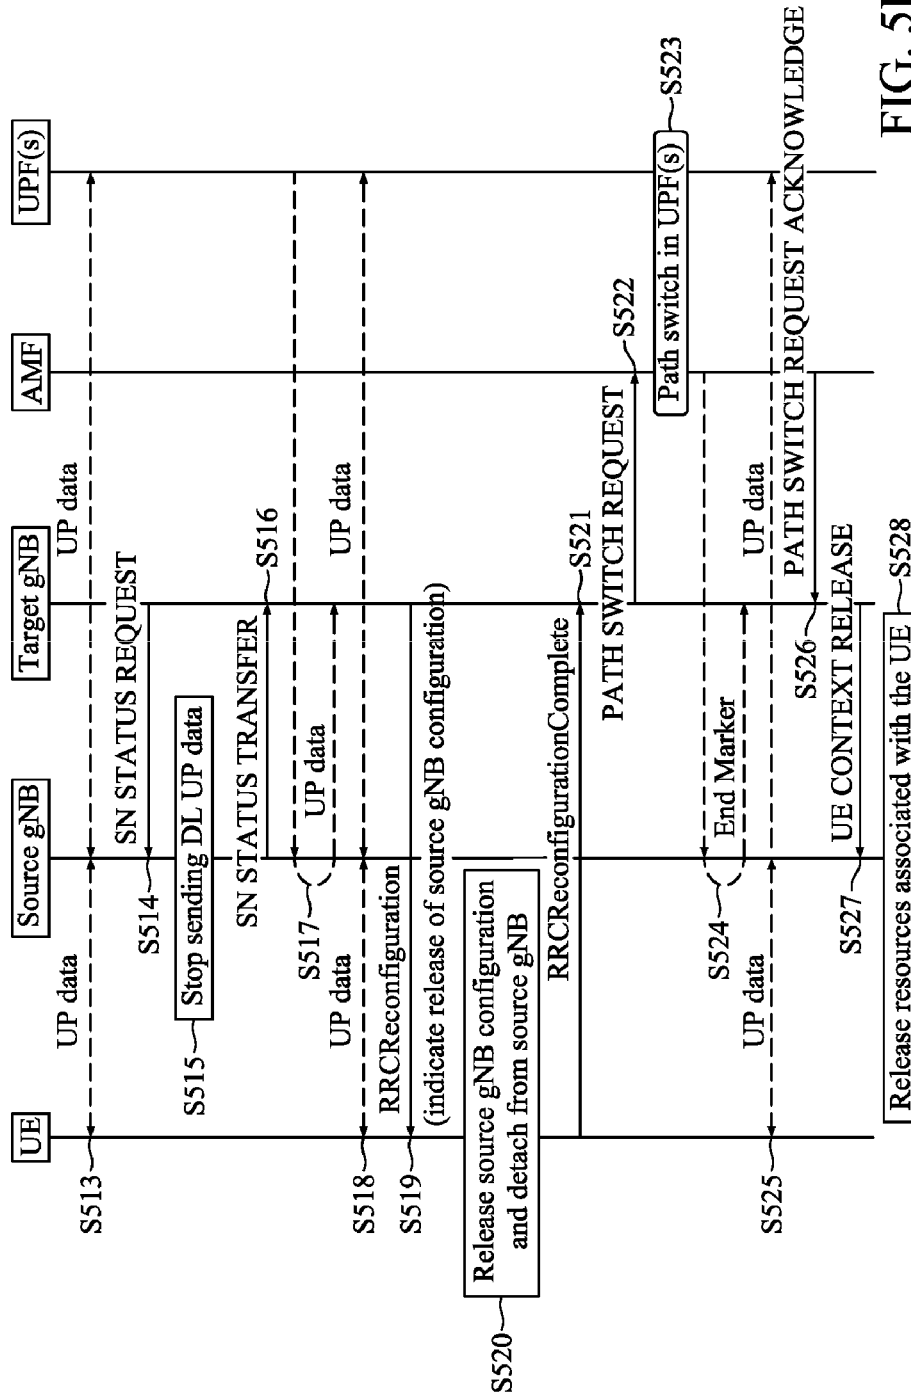 UE
Source gNB
Target gNB
AMF
UPF(s)
S513
UP data
UP data
SN STATUS REQUEST
S514
S515
Stop sending DL UP data
SN STATUS TRANSFER
S516
S517
UP data
S518
UP data
UP data
S519
RRCReconfiguration
(indicate release of source gNB configuration)
S520
Release source gNB configuration
and detach from source gNB
RRCReconfigurationComplete
S521
PATH SWITCH REQUEST
S522
Path switch in UPF(s)
S523
S524
End Marker
S525
UP data
UP data
PATH SWITCH REQUEST ACKNOWLEDGE
S526
UE CONTEXT RELEASE
S527
Release resources associated with the UE
S528